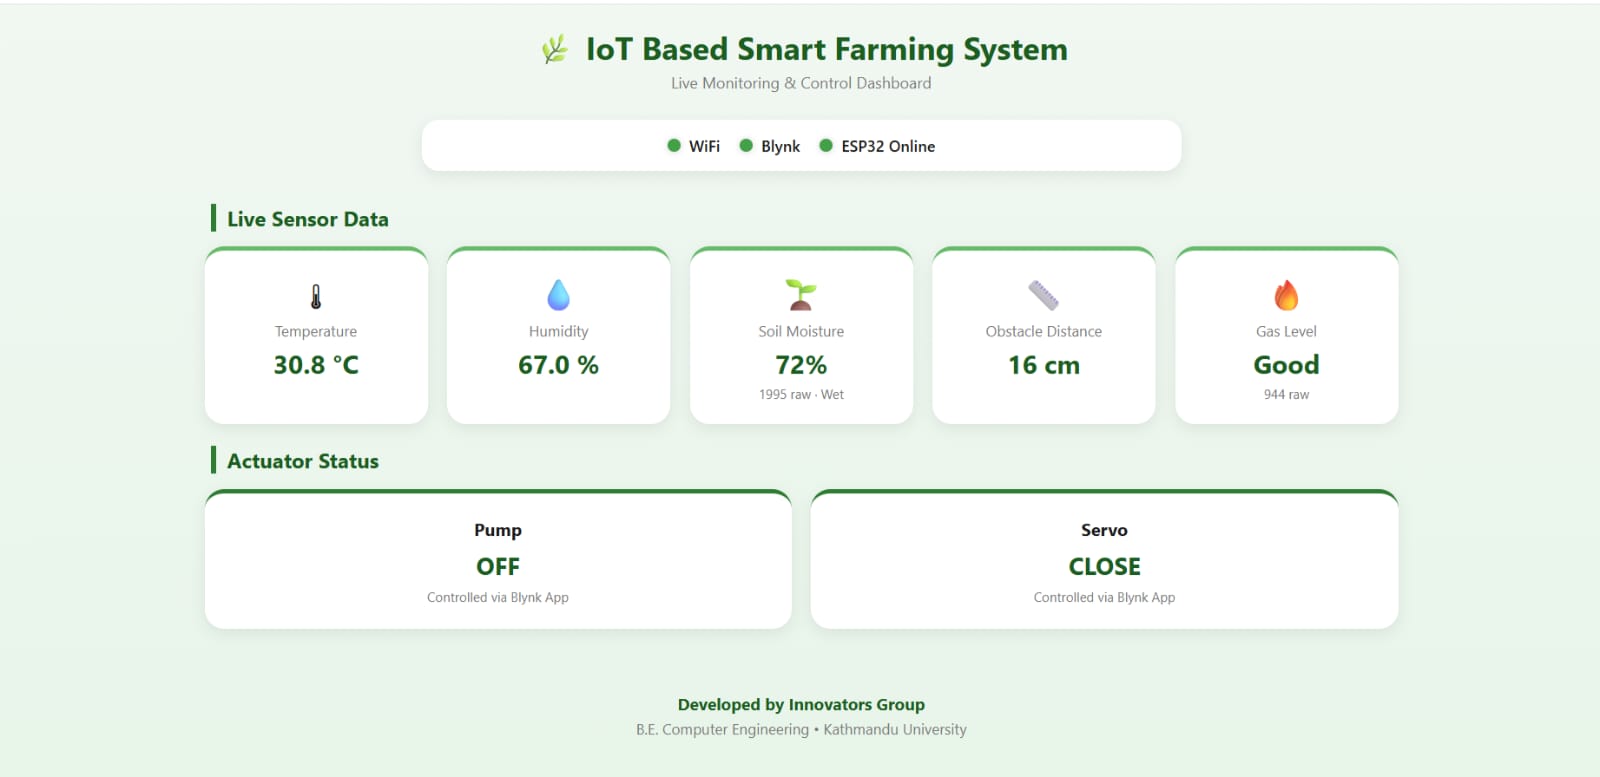 IoT Based Smart Farming System
Live Monitoring & Control Dashboard
WiFi Blynk ESP32 Online
Live Sensor Data
Temperature
30.8 °C
Humidity
67.0 %
Soil Moisture
72%
1995 raw · Wet
Obstacle Distance
16 cm
Gas Level
Good
944 raw
Actuator Status
Pump
OFF
Controlled via Blynk App
Servo
CLOSE
Controlled via Blynk App
Developed by Innovators Group
B.E. Computer Engineering • Kathmandu University